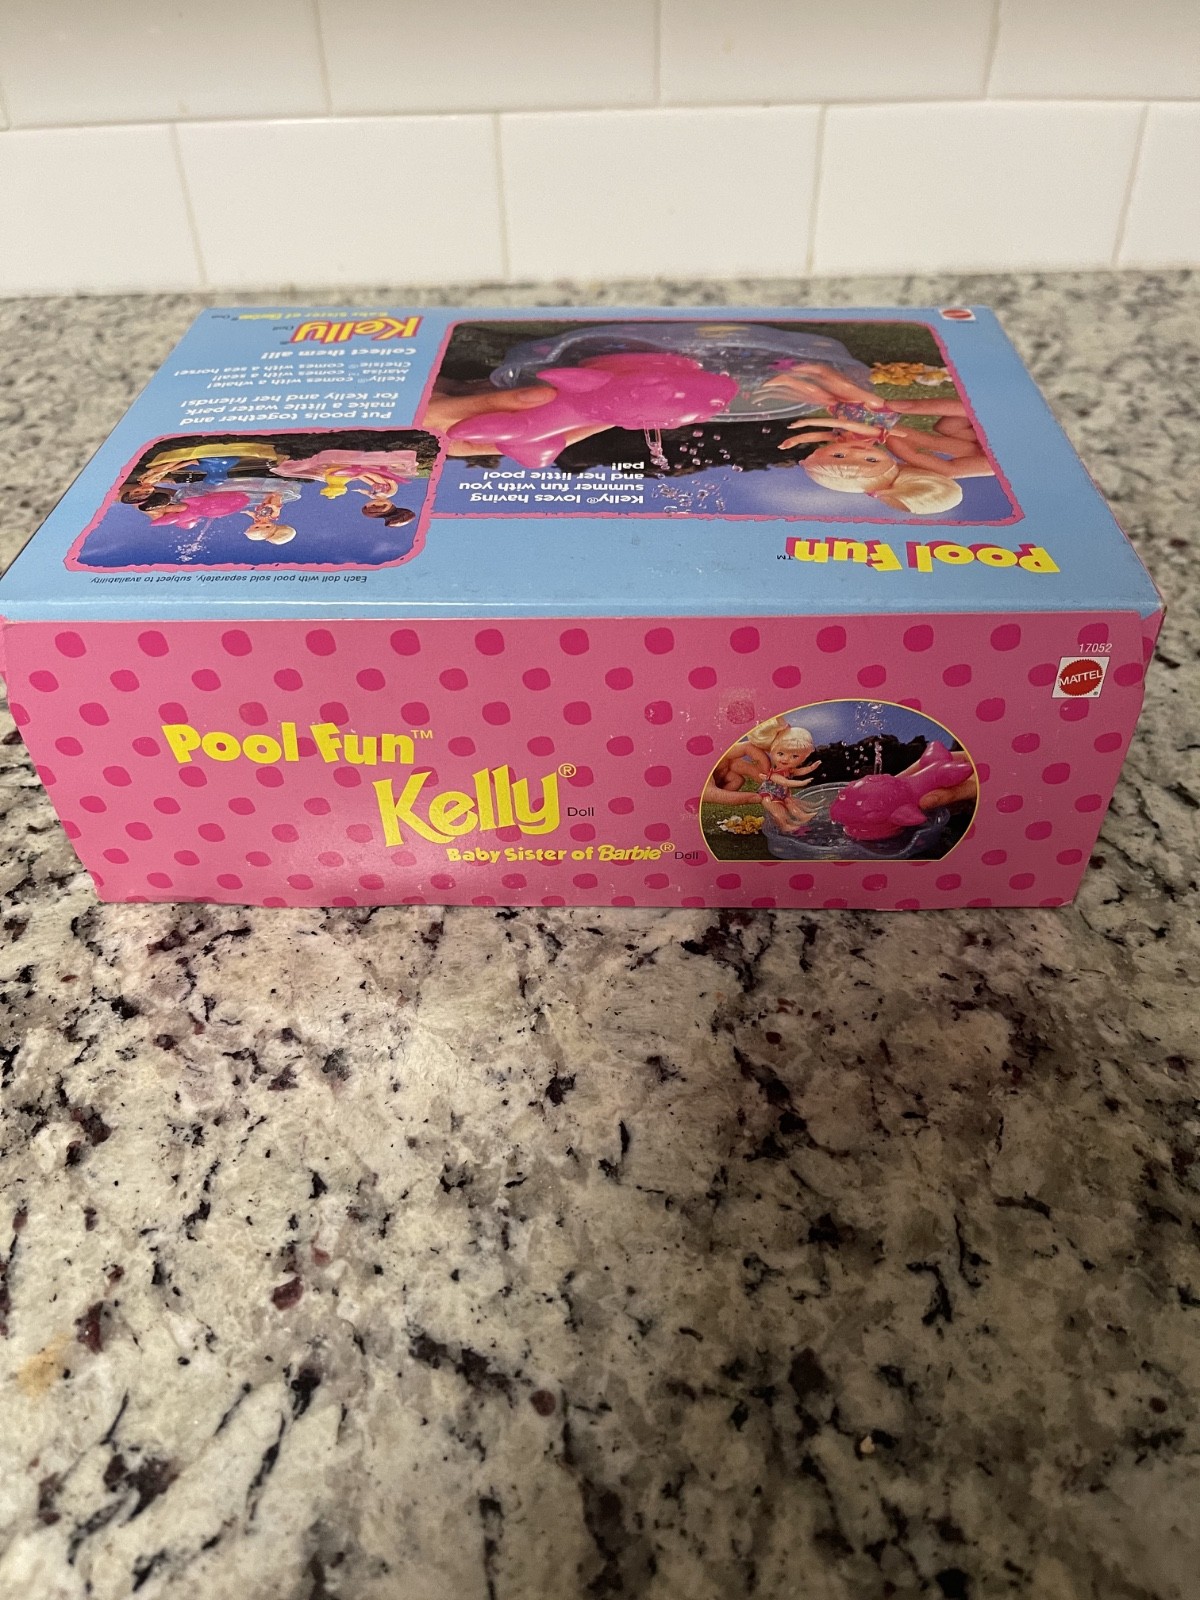 Pool Fun™
Kelly® Doll
Baby Sister of Barbie® Doll
17052
MATTEL
Pool Fun™
Kelly® loves having
summer fun with you
and her little pool
pal!
Each doll with pool sold separately, subject to availability.
Put pools together and
make a little water park
for Kelly and her friends!
Kelly® comes with a whale!
Marisa™ comes with a seal!
Chelsie® comes with a sea horse!
Collect them all!
Kelly Doll
Baby Sister of Barbie® Doll